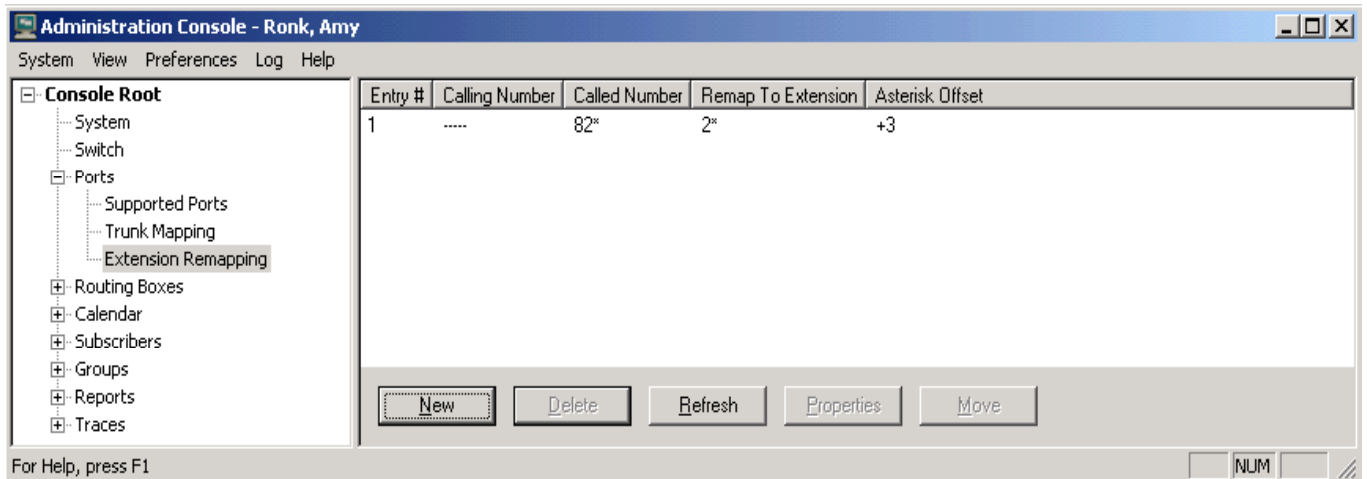 Administration Console - Ronk, Amy
System View Preferences Log Help
Console Root
System
Switch
Ports
Supported Ports
Trunk Mapping
Extension Remapping
Routing Boxes
Calendar
Subscribers
Groups
Reports
Traces
Entry # Calling Number Called Number Remap To Extension Asterisk Offset
1 ----- 82* 2* +3
New Delete Refresh Properties Move
For Help, press F1 NUM